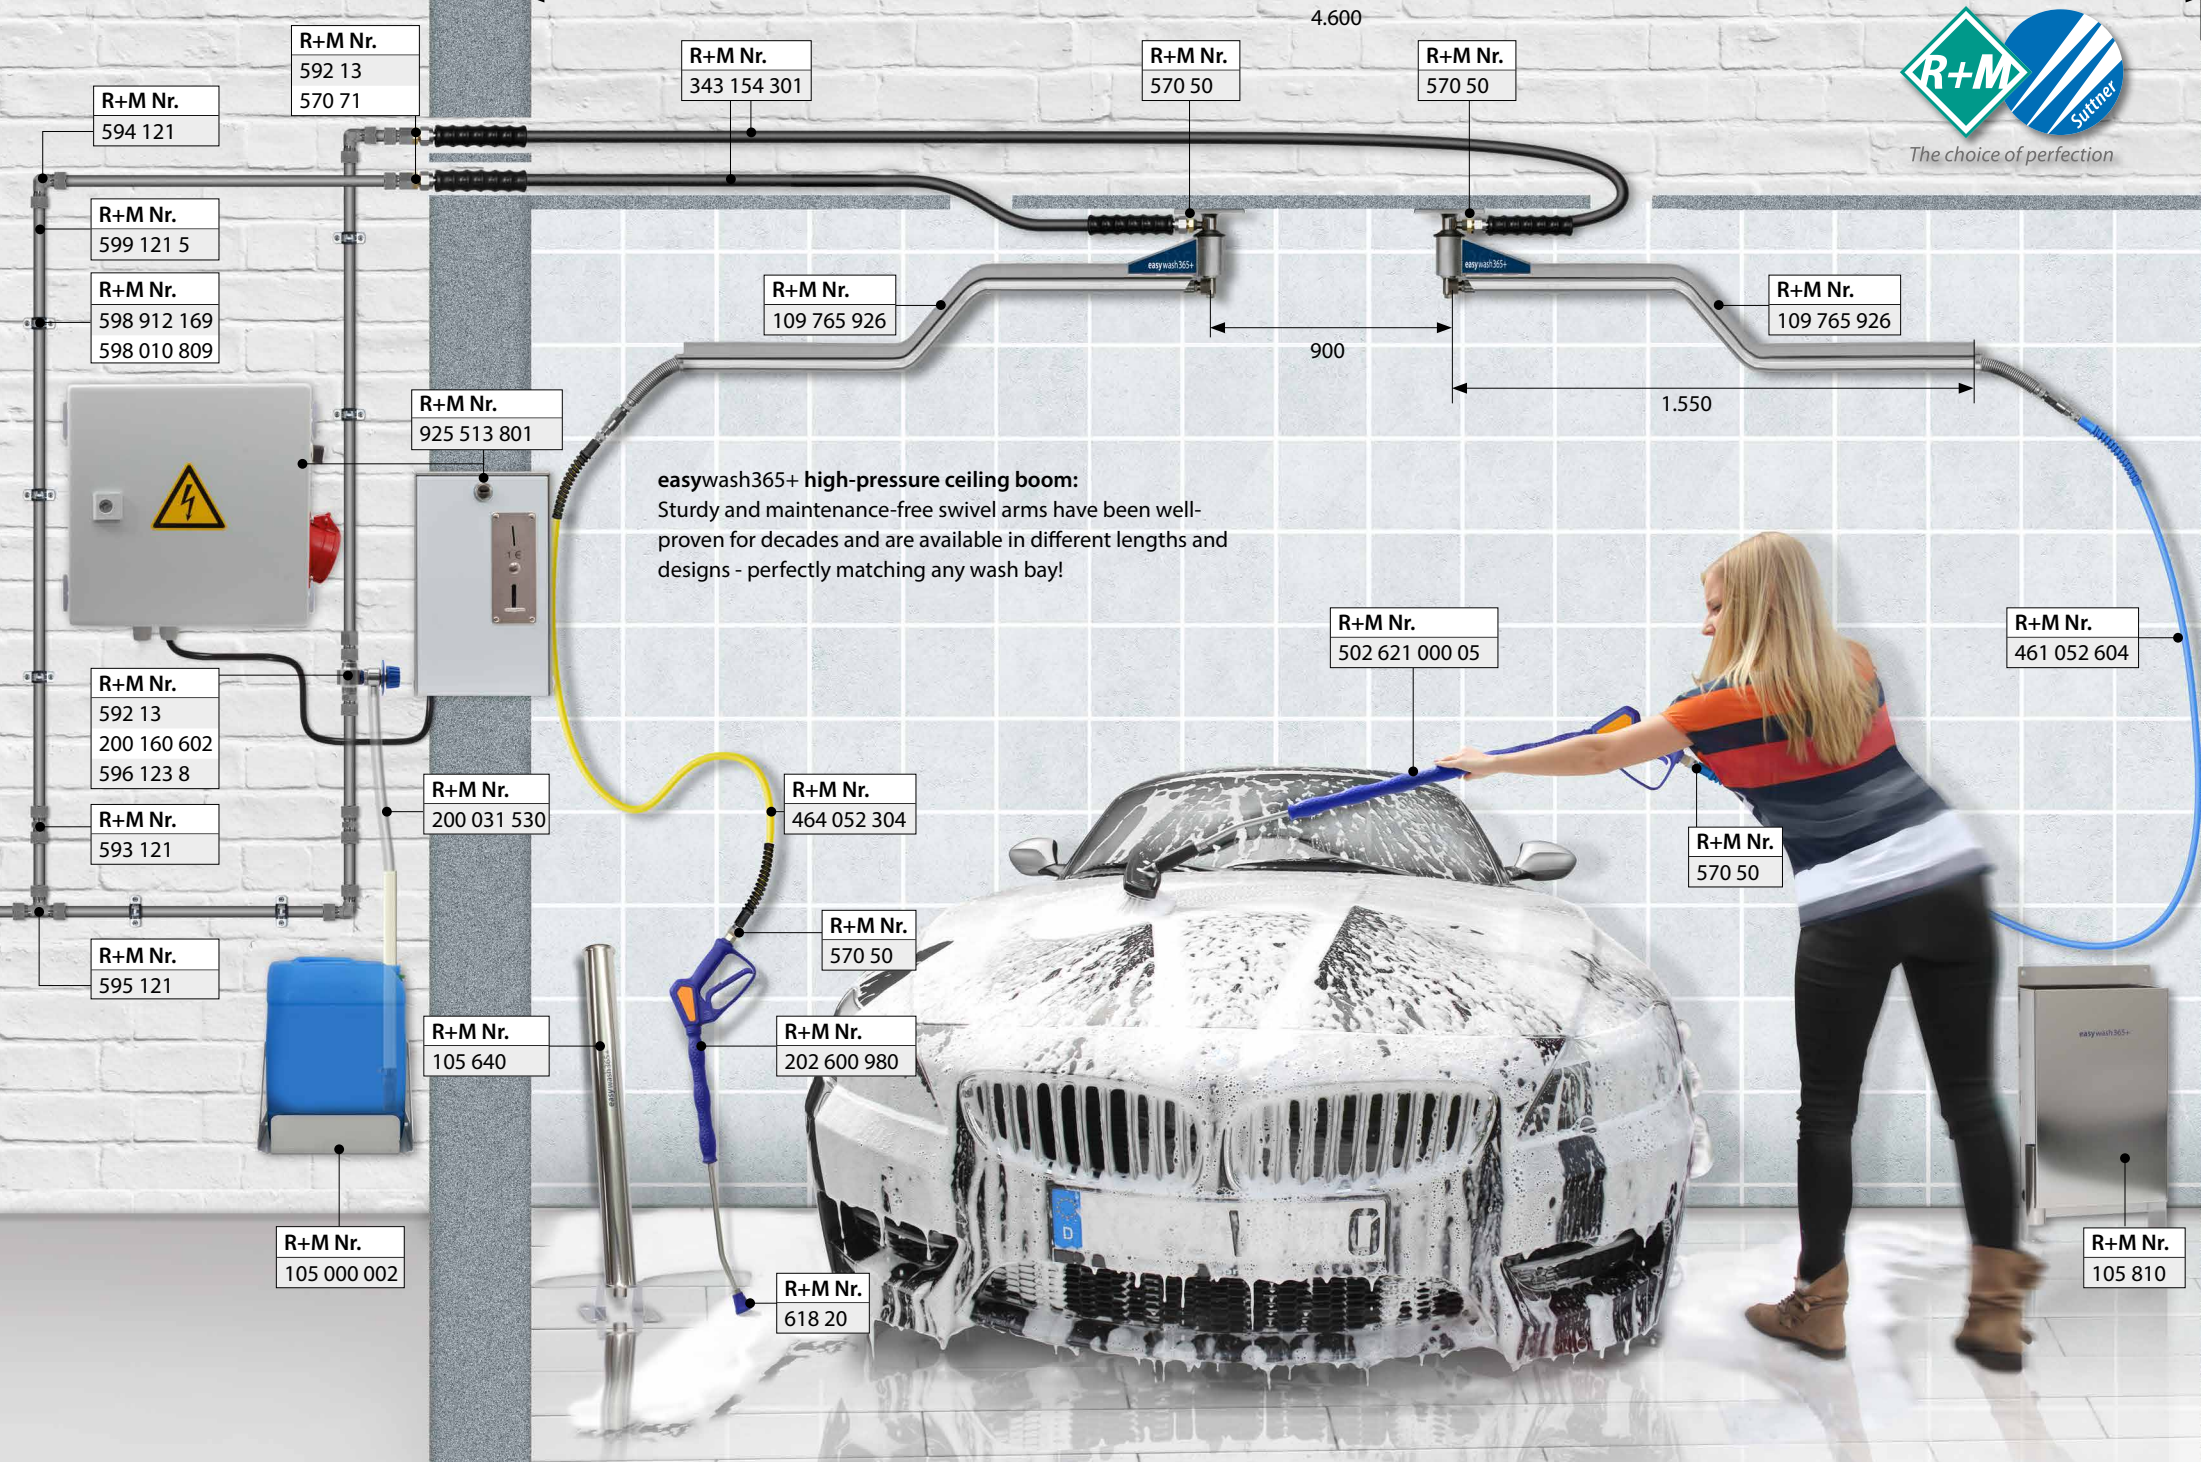 4.600
R+M
Suttner
The choice of perfection
R+M Nr.
592 13
570 71
R+M Nr.
343 154 301
R+M Nr.
570 50
R+M Nr.
570 50
R+M Nr.
594 121
R+M Nr.
599 121 5
R+M Nr.
598 912 169
598 010 809
easywash365+
easywash365+
R+M Nr.
109 765 926
R+M Nr.
109 765 926
900
1.550
R+M Nr.
925 513 801
1 €
easywash365+ high-pressure ceiling boom:
Sturdy and maintenance-free swivel arms have been well-
proven for decades and are available in different lengths and
designs - perfectly matching any wash bay!
R+M Nr.
502 621 000 05
R+M Nr.
461 052 604
R+M Nr.
592 13
200 160 602
596 123 8
R+M Nr.
200 031 530
R+M Nr.
464 052 304
R+M Nr.
593 121
R+M Nr.
570 50
R+M Nr.
570 50
R+M Nr.
595 121
R+M Nr.
105 640
easywash365+
R+M Nr.
202 600 980
easywash365+
D
R+M Nr.
105 000 002
R+M Nr.
618 20
R+M Nr.
105 810